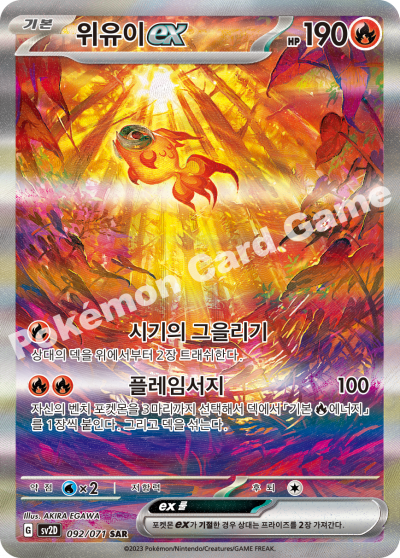 기본 위유이 ex HP 190
시기의 그을리기
상대의 덱을 위에서부터 2장 트래쉬한다.
플레임서지 100
자신의 벤치 포켓몬을 3마리까지 선택해서 덱에서 「기본 에너지」
를 1장씩 붙인다. 그리고 덱을 섞는다.
약점 ×2 저항력 후퇴
Illus. AKIRA EGAWA
ex 룰
G sv2D 092/071 SAR
포켓몬 ex가 기절한 경우 상대는 프라이즈를 2장 가져간다.
©2023 Pokémon/Nintendo/Creatures/GAME FREAK.
Pokémon Card Game